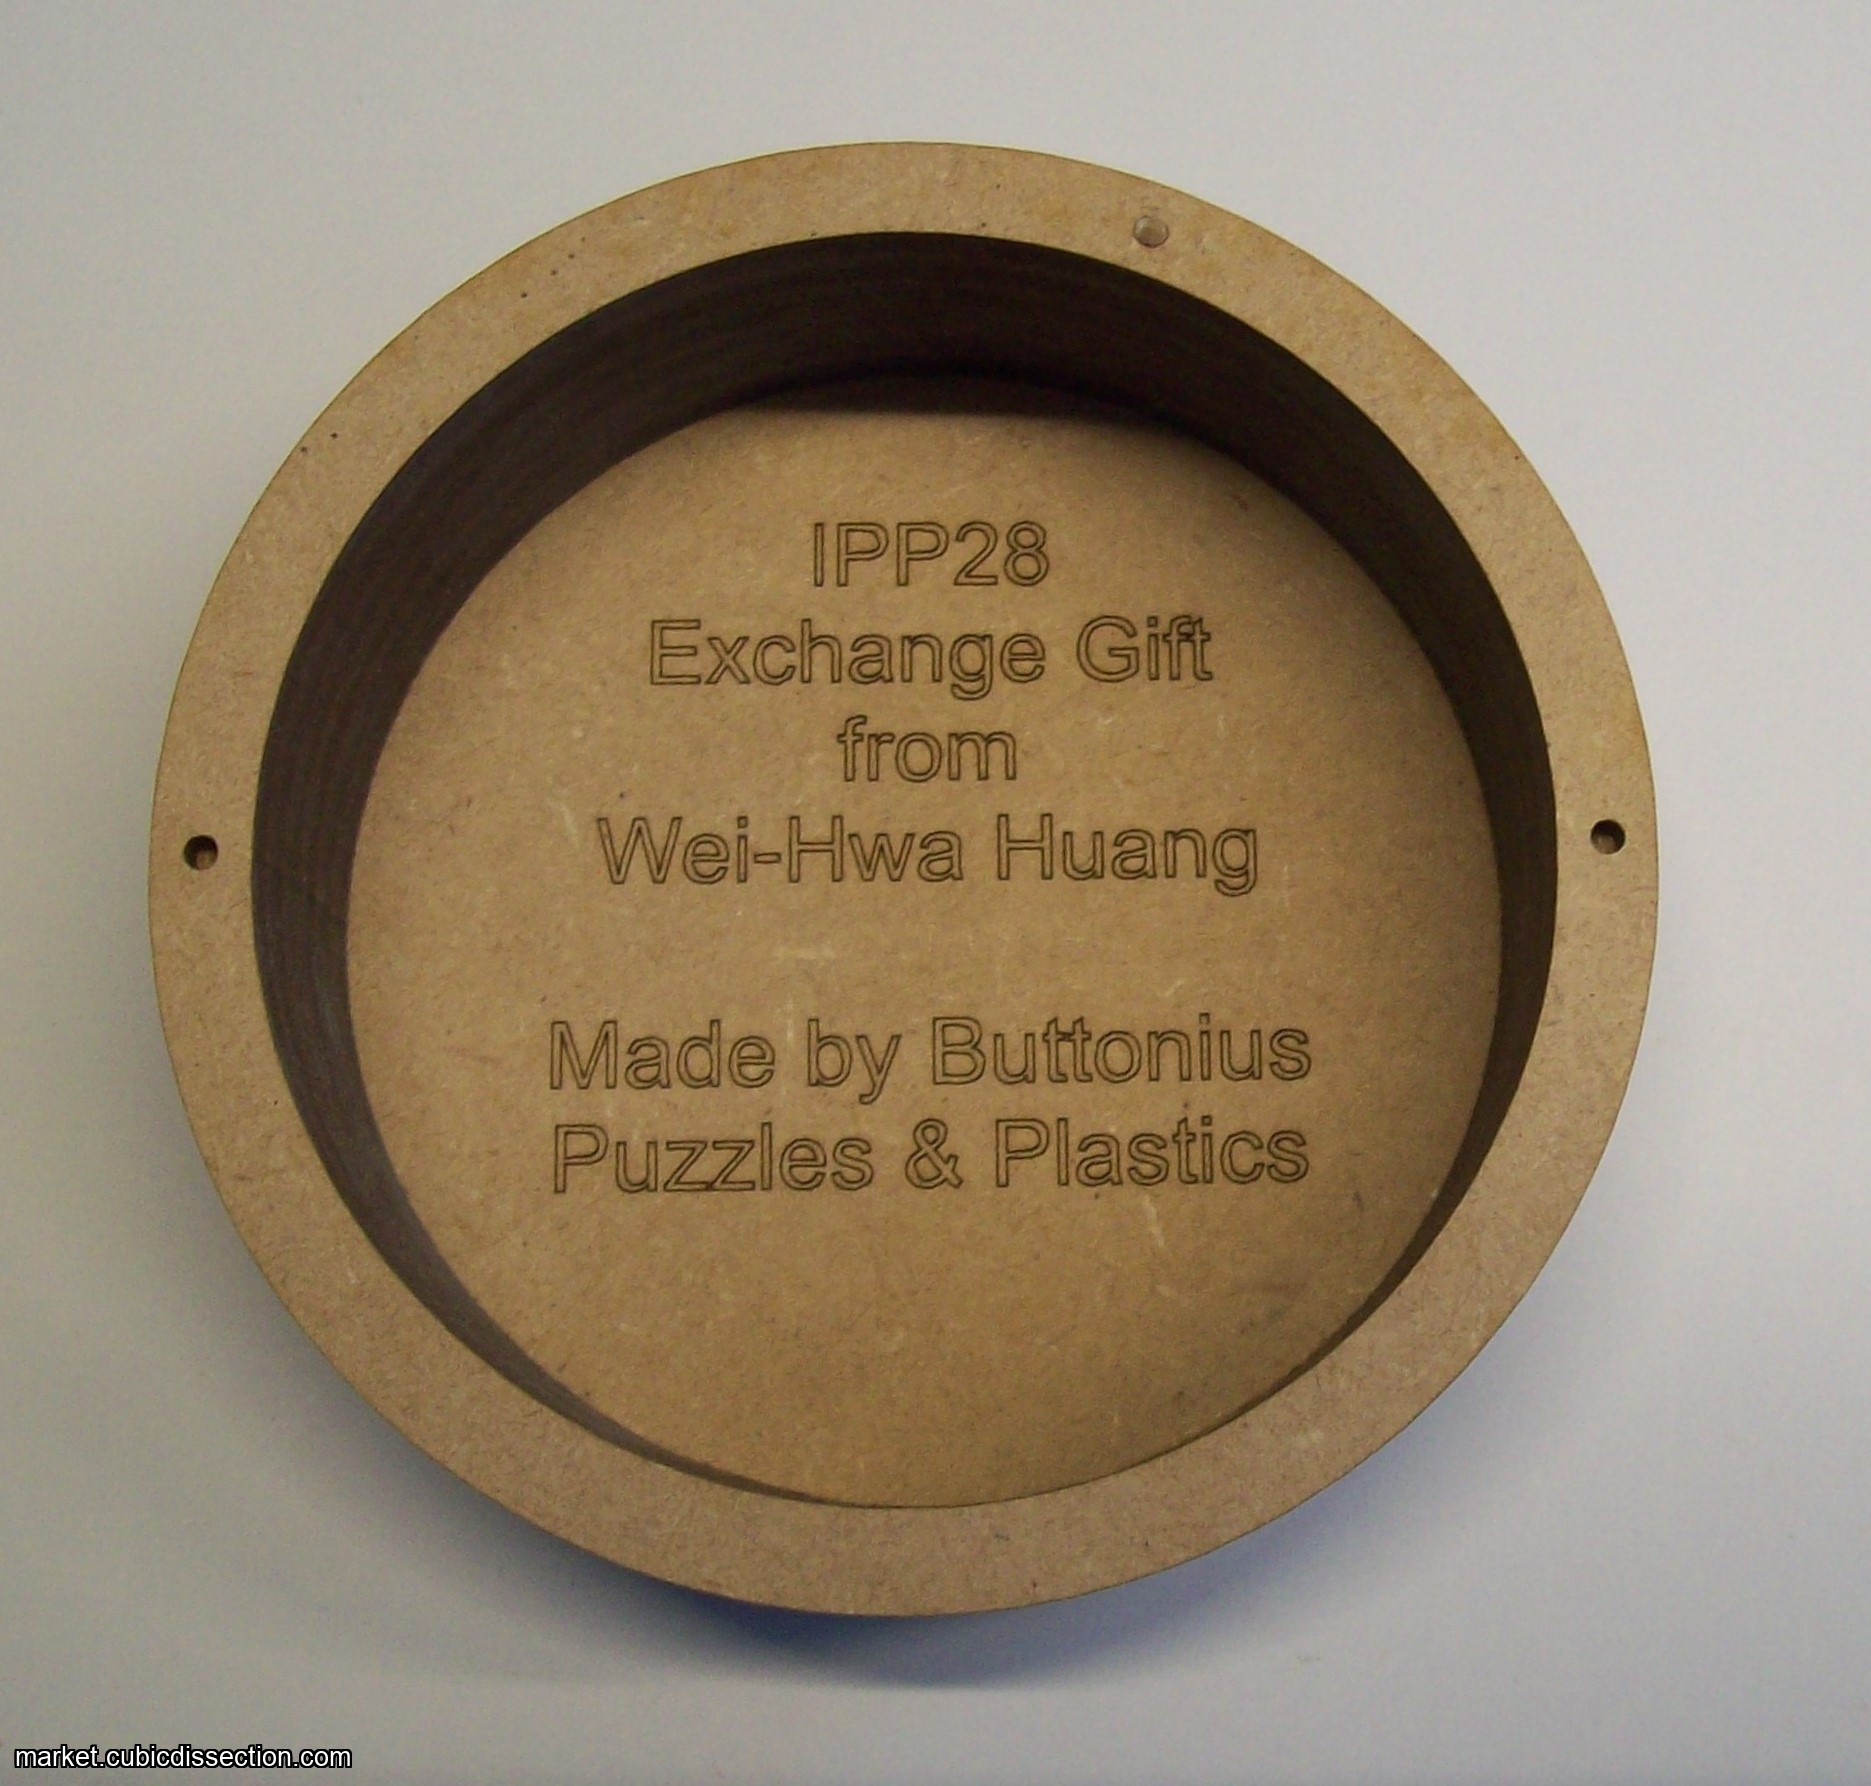 IPP28
Exchange Gift
from
Wei-Hwa Huang
Made by Buttonius
Puzzles & Plastics
market.cubicdissection.com